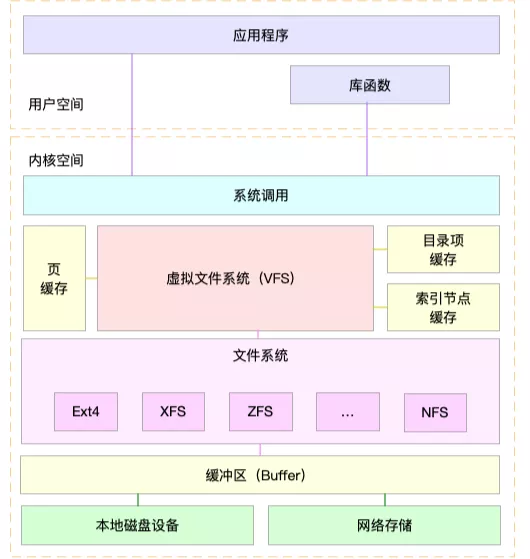 应用程序
库函数
用户空间
内核空间
系统调用
页
缓存
虚拟文件系统（VFS）
目录项
缓存
索引节点
缓存
文件系统
Ext4
XFS
ZFS
...
NFS
缓冲区（Buffer）
本地磁盘设备
网络存储